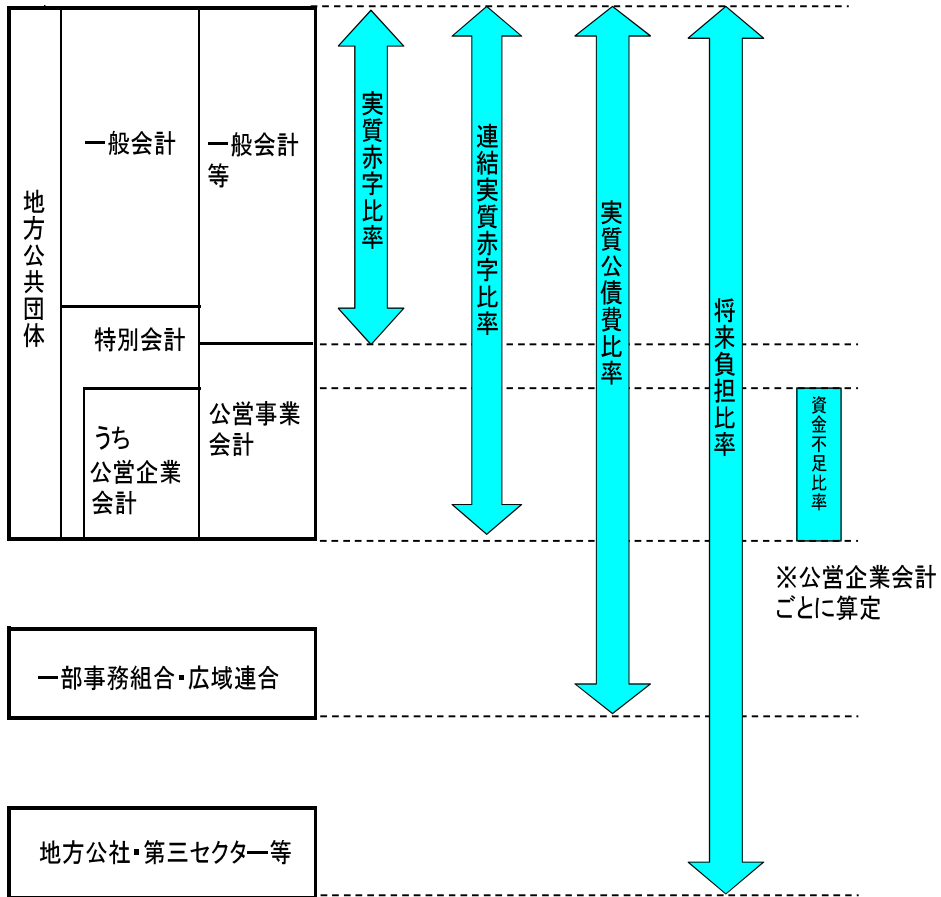 地方公共団体
一般会計
一般会計
等
特別会計
うち
公営企業
会計
公営事業
会計
実質赤字比率
連結実質赤字比率
実質公債費比率
将来負担比率
資金不足比率
※公営企業会計
ごとに算定
一部事務組合・広域連合
地方公社・第三セクター等